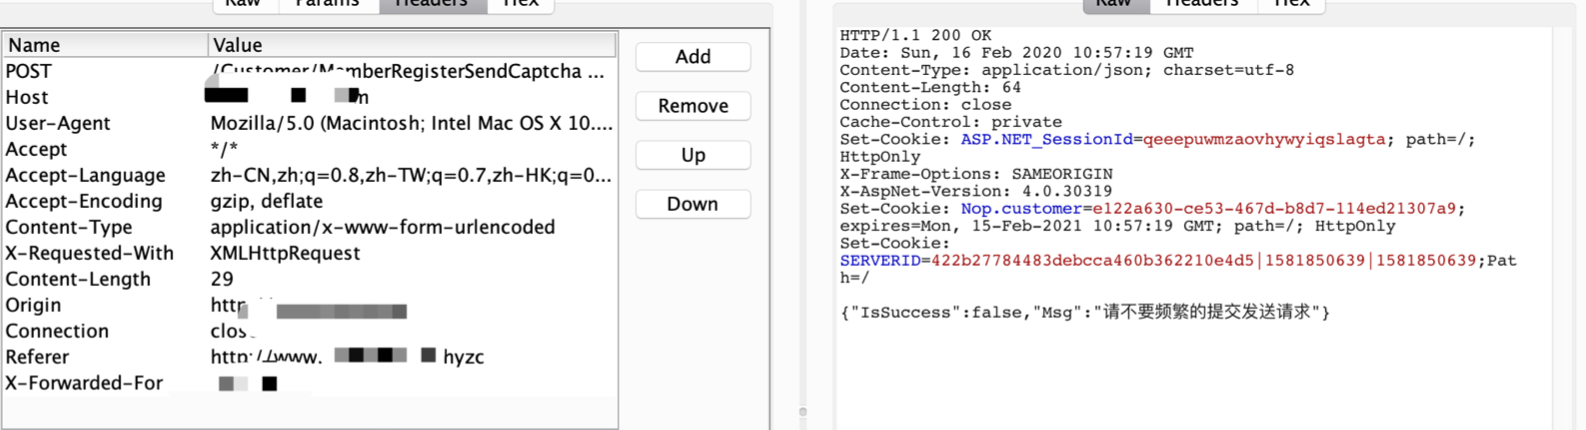 Raw Params Headers Hex
Name Value
POST /Customer/MemberRegisterSendCaptcha ...
Host
User-Agent Mozilla/5.0 (Macintosh; Intel Mac OS X 10....
Accept */*
Accept-Language zh-CN,zh;q=0.8,zh-TW;q=0.7,zh-HK;q=0...
Accept-Encoding gzip, deflate
Content-Type application/x-www-form-urlencoded
X-Requested-With XMLHttpRequest
Content-Length 29
Origin http
Connection clos
Referer http://www. hyzc
X-Forwarded-For
Add
Remove
Up
Down
Raw Headers Hex
HTTP/1.1 200 OK
Date: Sun, 16 Feb 2020 10:57:19 GMT
Content-Type: application/json; charset=utf-8
Content-Length: 64
Connection: close
Cache-Control: private
Set-Cookie: ASP.NET_SessionId=qeeepuwmzaovhywyiqslagta; path=/;
HttpOnly
X-Frame-Options: SAMEORIGIN
X-AspNet-Version: 4.0.30319
Set-Cookie: Nop.customer=e122a630-ce53-467d-b8d7-114ed21307a9;
expires=Mon, 15-Feb-2021 10:57:19 GMT; path=/; HttpOnly
Set-Cookie:
SERVERID=422b27784483debcca460b362210e4d5|1581850639|1581850639;Pat
h=/
{"IsSuccess":false,"Msg":"请不要频繁的提交发送请求"}